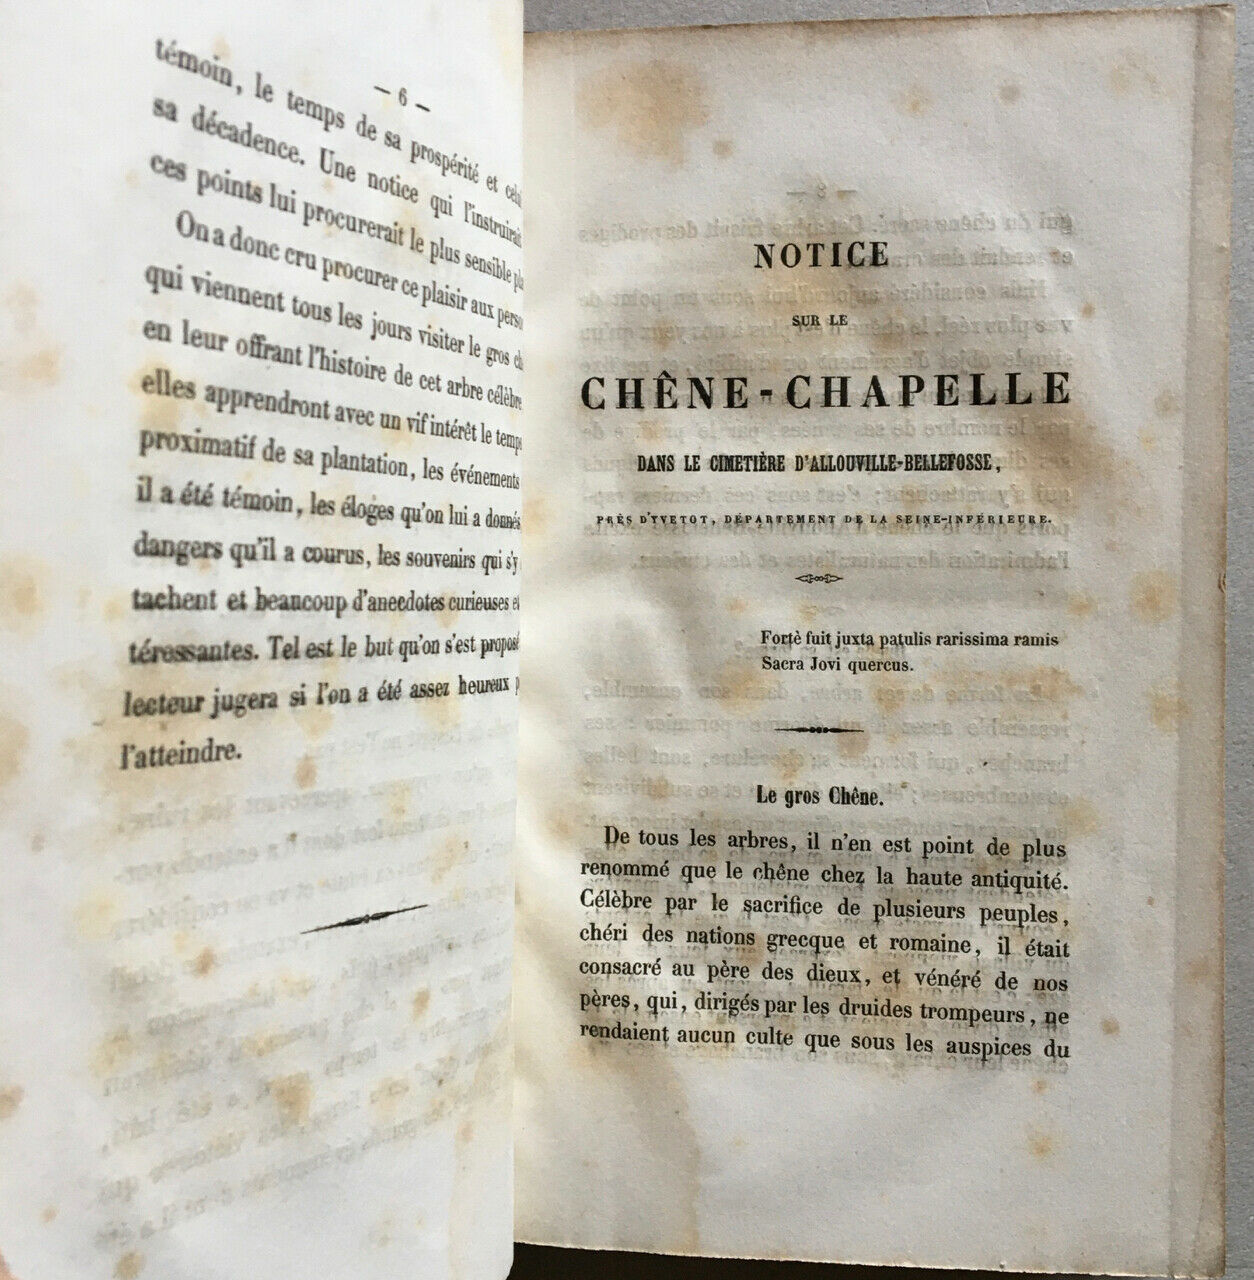 — 6 —
témoin, le temps de sa prospérité et
sa décadence. Une notice qui l'instruirait
ces points lui procurerait le plus sensible
On a donc cru procurer ce plaisir aux
qui viennent tous les jours visiter le gros
en leur offrant l'histoire de cet arbre célèbre
elles apprendront avec un vif intérêt le temps
proximatif de sa plantation, les événements
il a été témoin, les éloges qu'on lui a donnés
dangers qu'il a courus, les souvenirs qui s'y
tachent et beaucoup d'anecdotes curieuses et
téressantes. Tel est le but qu'on s'est proposé
lecteur jugera si l'on a été assez heureux p
l'atteindre.
NOTICE
SUR LE
CHÊNE-CHAPELLE
DANS LE CIMETIÈRE D'ALLOUVILLE-BELLEFOSSE,
PRÈS D'YVETOT, DÉPARTEMENT DE LA SEINE-INFÉRIEURE.
Fortè fuit juxta patulis rarissima ramis
Sacra Jovi quercus.
Le gros Chêne.
De tous les arbres, il n'en est point de plus
renommé que le chêne chez la haute antiquité.
Célèbre par le sacrifice de plusieurs peuples,
chéri des nations grecque et romaine, il était
consacré au père des dieux, et vénéré de nos
pères, qui, dirigés par les druides trompeurs, ne
rendaient aucun culte que sous les auspices du